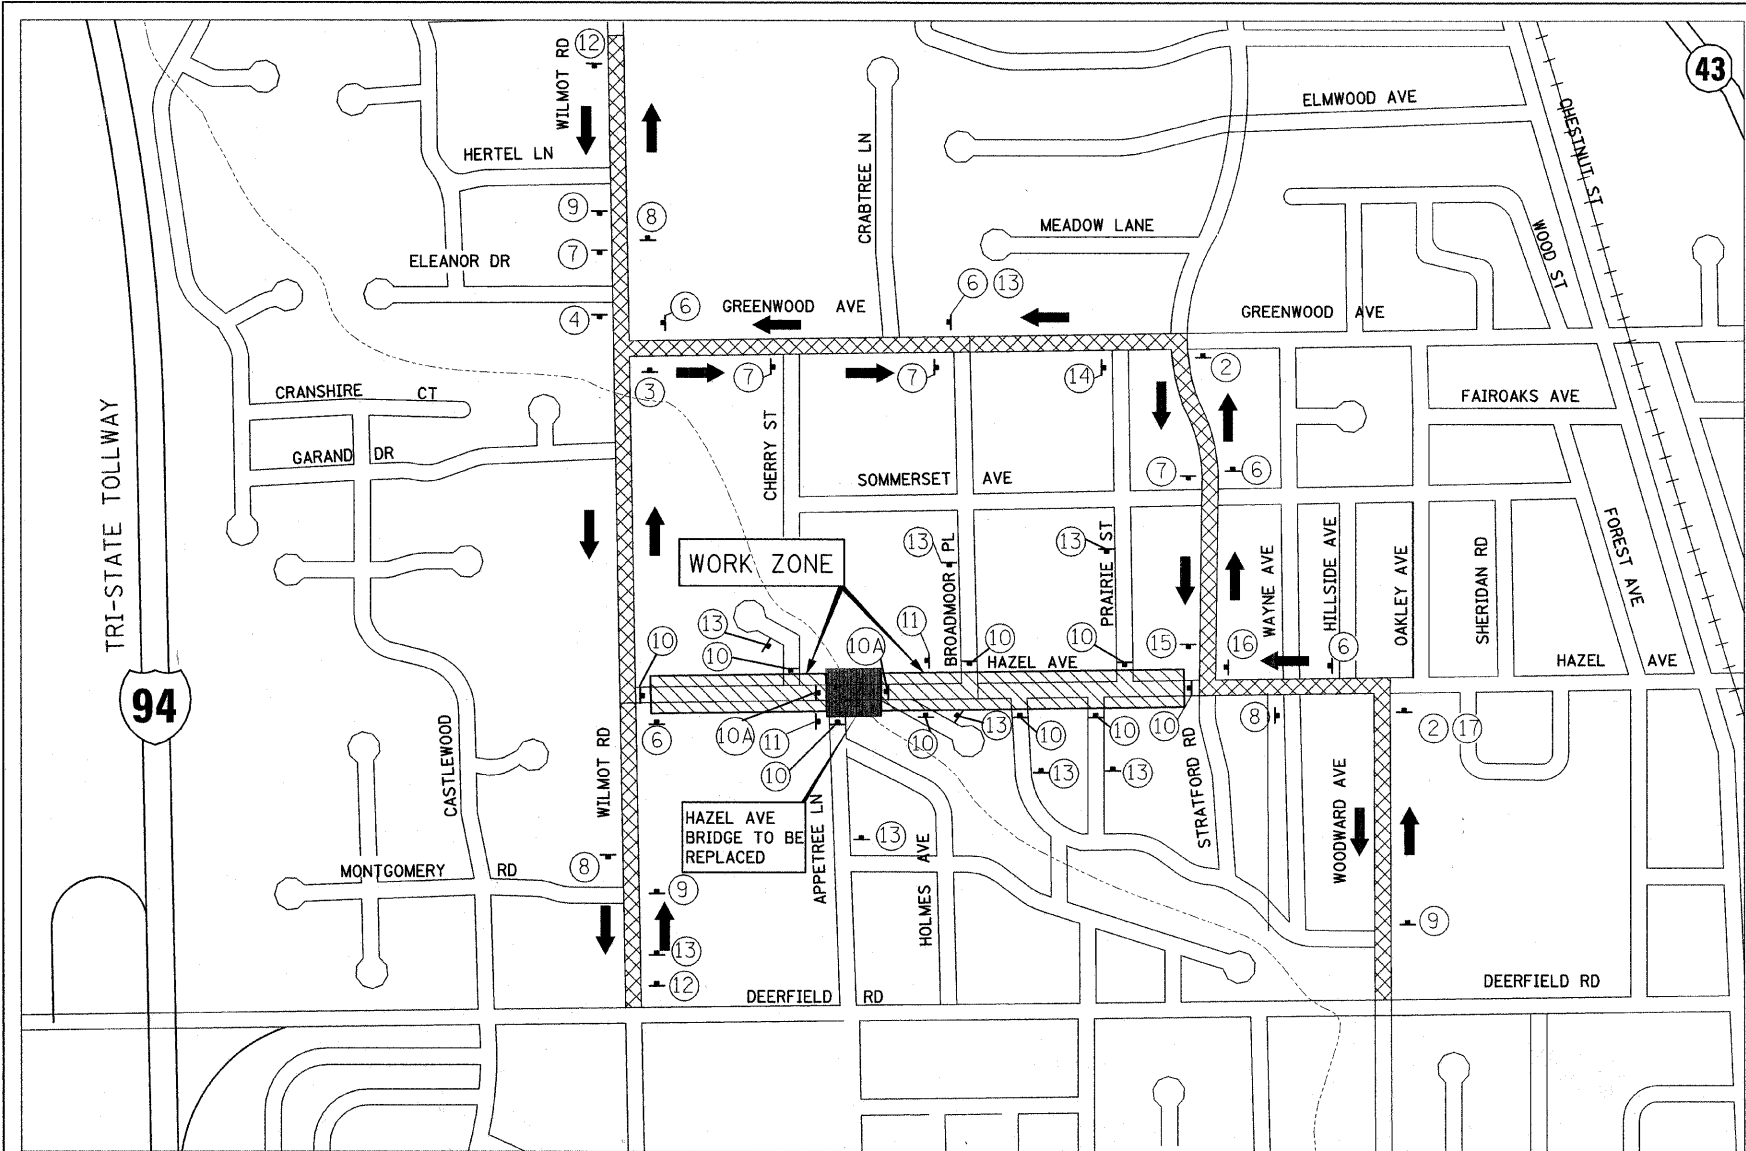 12
WILMOT RD
43
ELMWOOD AVE
CHESTNUT ST
HERTEL LN
CRABTREE LN
9
8
MEADOW LANE
WOOD ST
7
ELEANOR DR
4
6
GREENWOOD AVE
6 13
GREENWOOD AVE
3
7
7
14
2
CRANSHIRE CT
FAIROAKS AVE
TRI-STATE TOLLWAY
GARAND DR
CHERRY ST
SOMMERSET AVE
7
6
WORK ZONE
13
BROADMOOR PL
13
PRAIRIE ST
WAYNE AVE
HILLSIDE AVE
OAKLEY AVE
SHERIDAN RD
FOREST AVE
10
13
10
10A
11
10
HAZEL AVE
10
15
16
6
HAZEL AVE
94
6
10A
11
10
10
13
10
10
10
8
2 17
CASTLEWOOD
WILMOT RD
13
13
STRATFORD RD
WOODWARD AVE
HAZEL AVE
BRIDGE TO BE
REPLACED
APPETREE LN
13
HOLMES AVE
8
MONTGOMERY RD
9
9
13
12
DEERFIELD RD
DEERFIELD RD